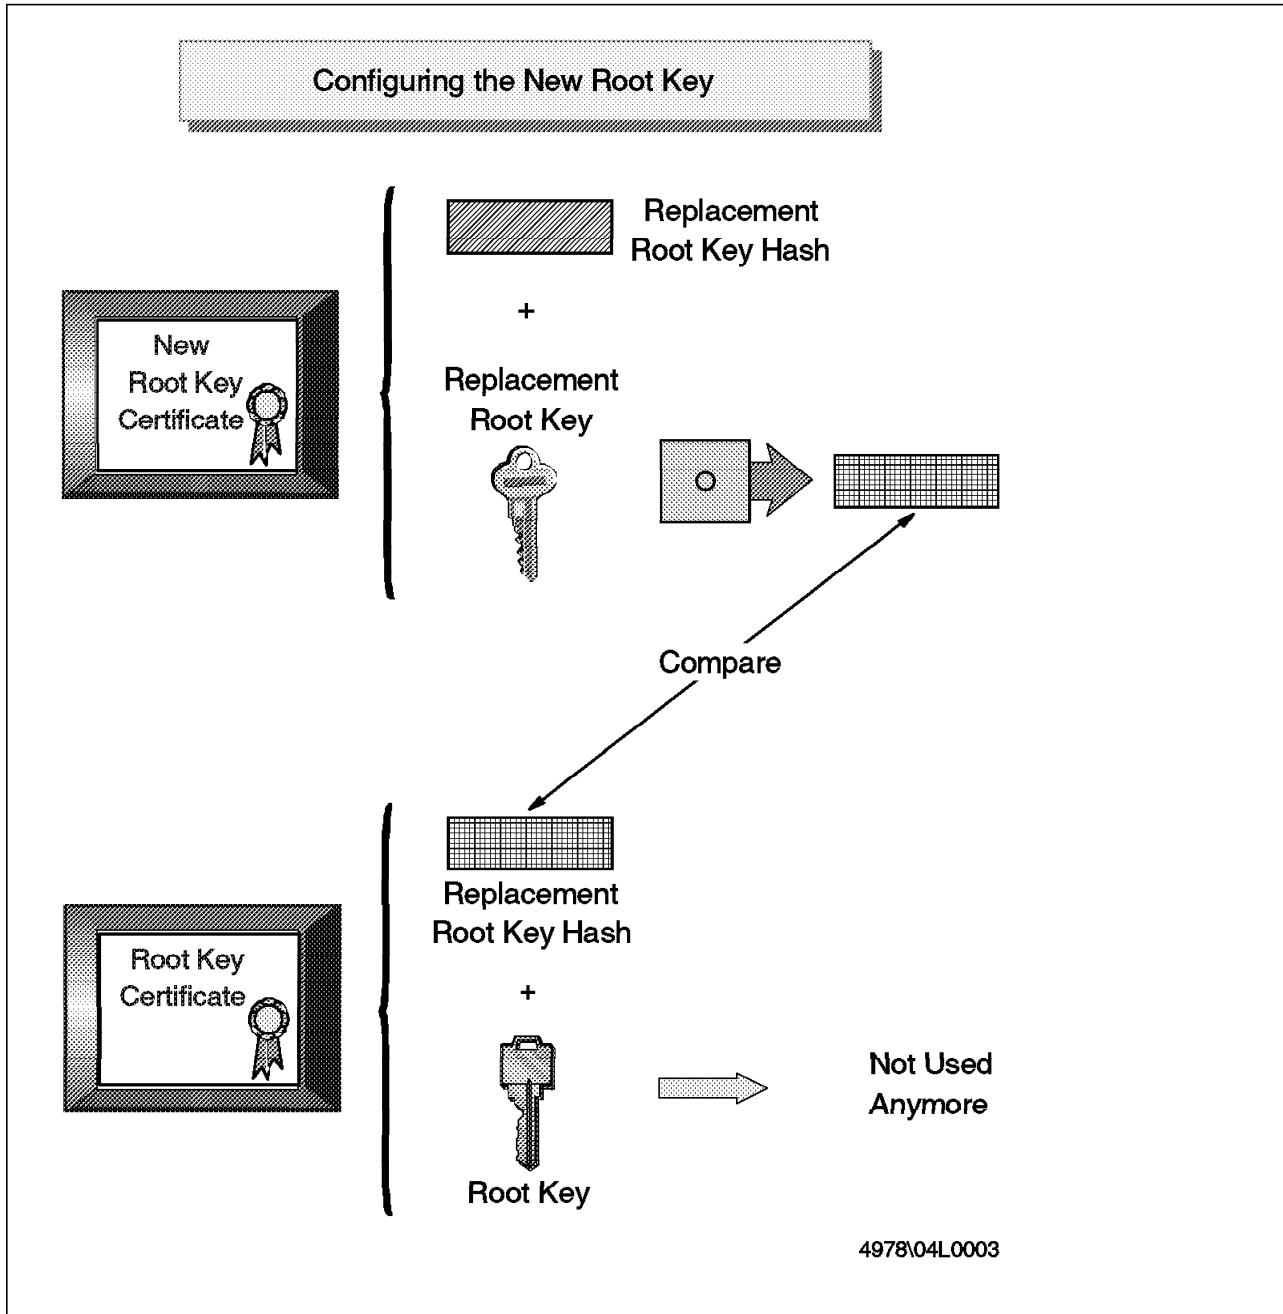 Configuring the New Root Key
Replacement
Root Key Hash
+
New
Root Key
Certificate
Replacement
Root Key
Compare
Replacement
Root Key Hash
+
Root Key
Certificate
Not Used
Anymore
Root Key
4978\04L0003